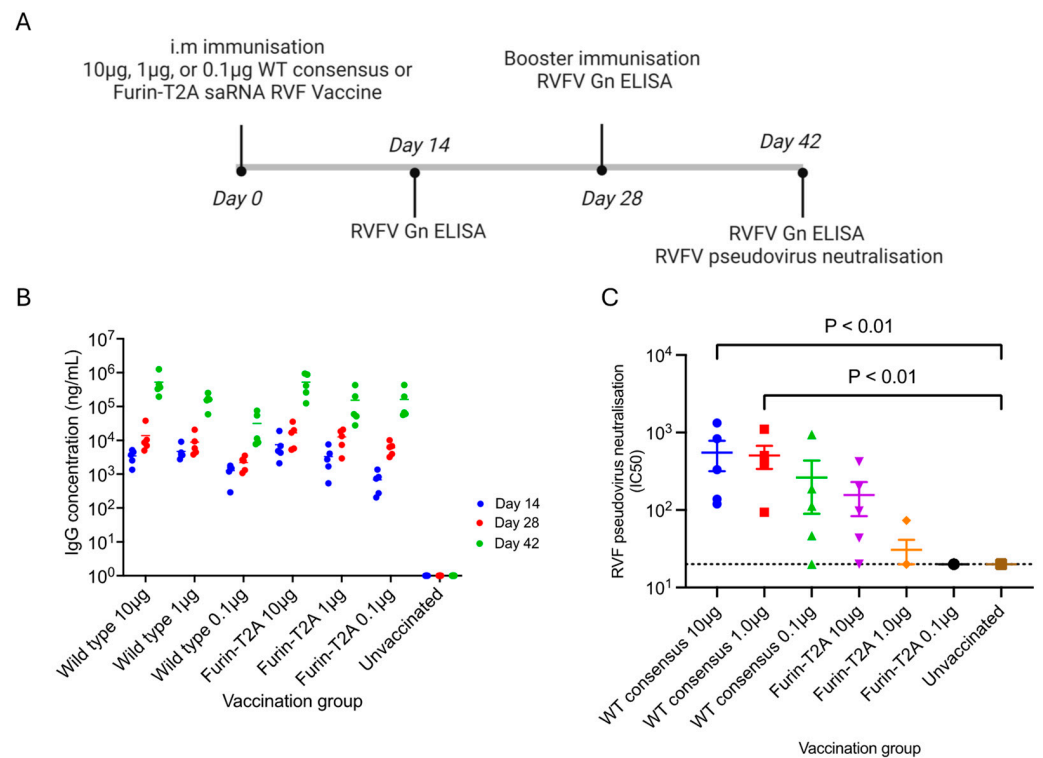 A
i.m immunisation
10µg, 1µg, or 0.1µg WT consensus or
Furin-T2A saRNA RVF Vaccine
Booster immunisation
RVFV Gn ELISA
Day 14
Day 42
Day 0
Day 28
RVFV Gn ELISA
RVFV Gn ELISA
RVFV pseudovirus neutralisation
B
IgG concentration (ng/mL)
10⁷
10⁶
10⁵
10⁴
10³
10²
10¹
10⁰
Day 14
Day 28
Day 42
Wild type 10µg
Wild type 1µg
Wild type 0.1µg
Furin-T2A 10µg
Furin-T2A 1µg
Furin-T2A 0.1µg
Unvaccinated
Vaccination group
C
P < 0.01
P < 0.01
RVF pseudovirus neutralisation
(IC50)
10⁴
10³
10²
10¹
WT consensus 10µg
WT consensus 1.0µg
WT consensus 0.1µg
Furin-T2A 10µg
Furin-T2A 1.0µg
Furin-T2A 0.1µg
Unvaccinated
Vaccination group